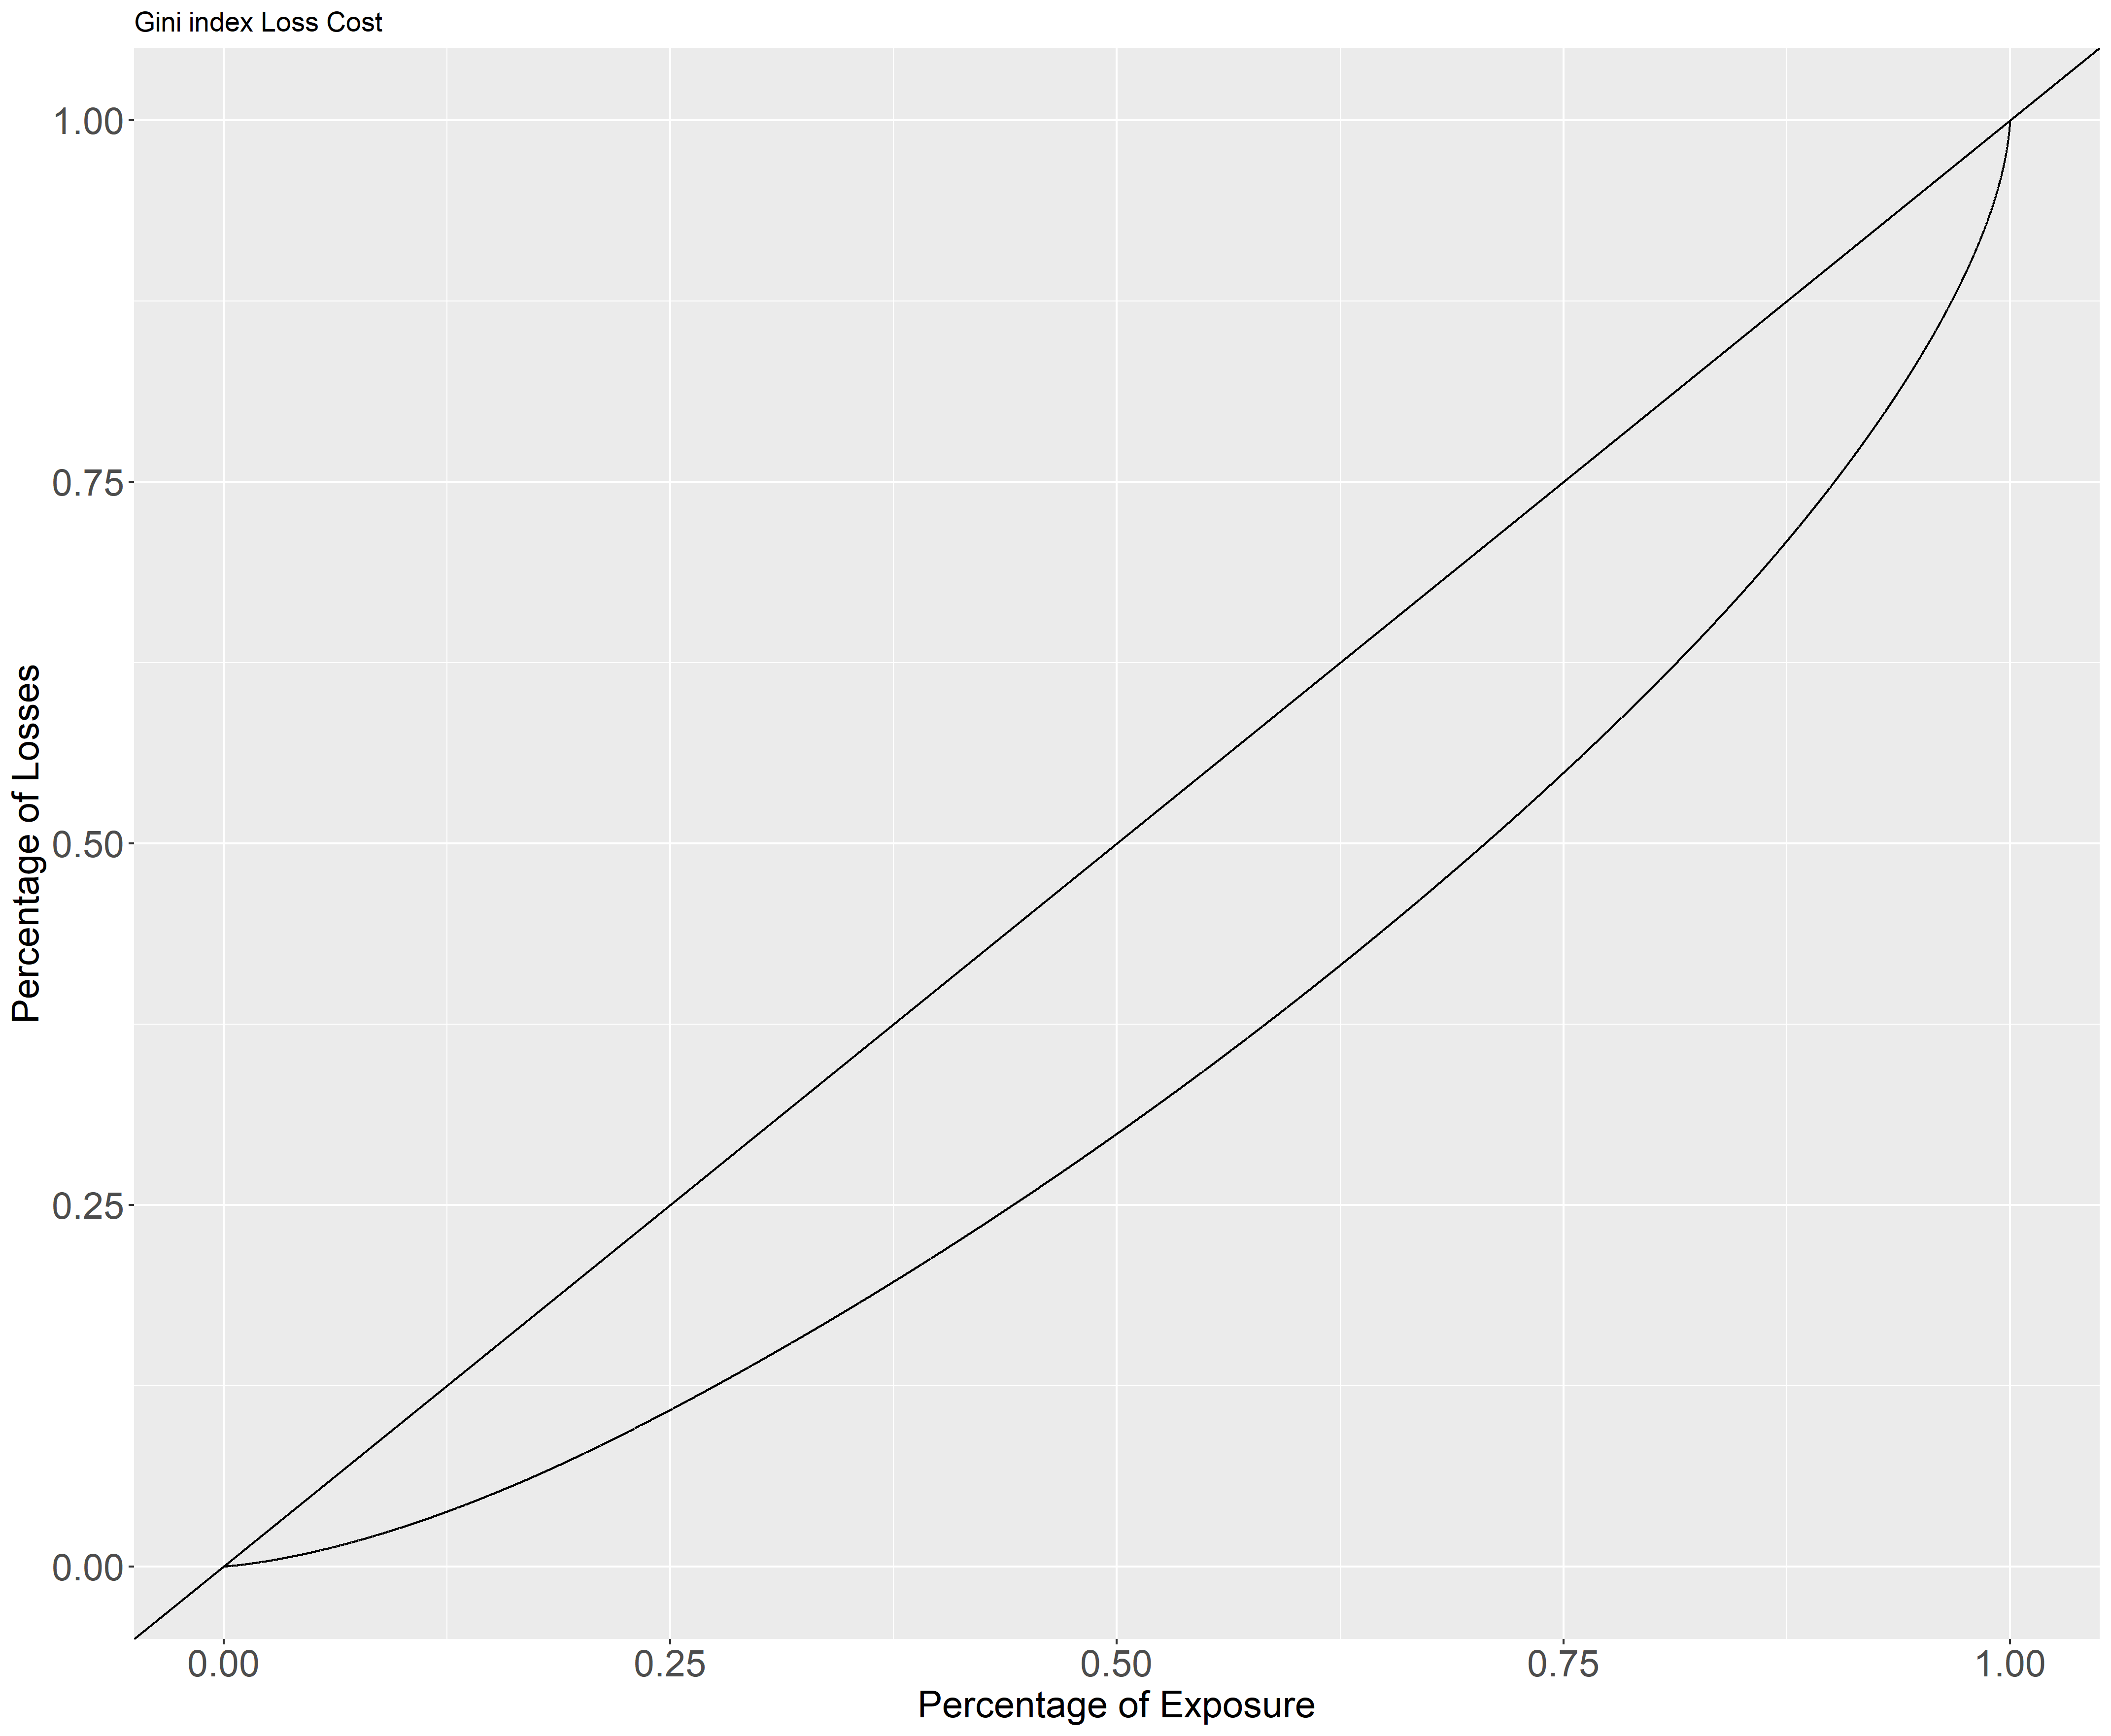 Gini index Loss Cost
1.00
0.75
0.50
0.25
0.00
Percentage of Losses
0.00 0.25 0.50 0.75 1.00
Percentage of Exposure